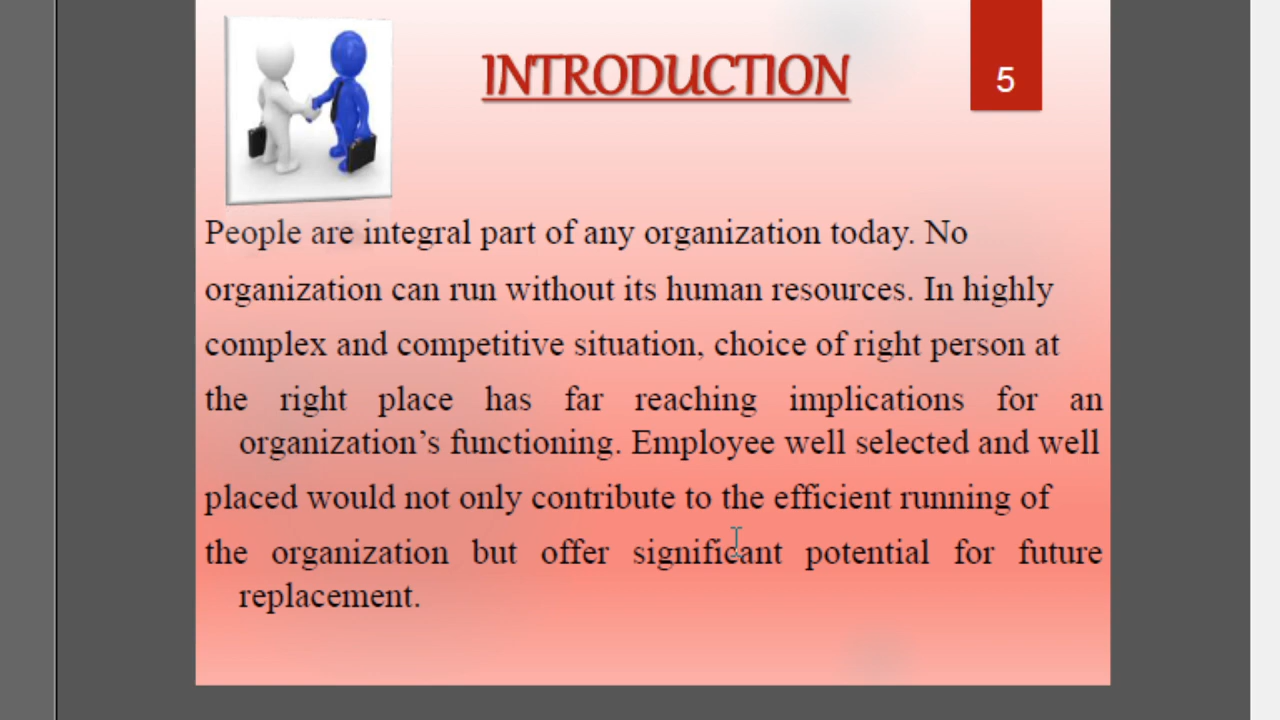 INTRODUCTION
5
People are integral part of any organization today. No
organization can run without its human resources. In highly
complex and competitive situation, choice of right person at
the right place has far reaching implications for an
organization’s functioning. Employee well selected and well
placed would not only contribute to the efficient running of
the organization but offer significant potential for future
replacement.